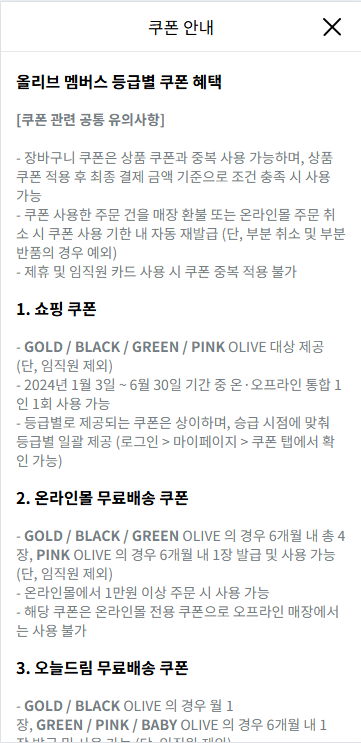 쿠폰 안내
올리브 멤버스 등급별 쿠폰 혜택
[쿠폰 관련 공통 유의사항]
- 장바구니 쿠폰은 상품 쿠폰과 중복 사용 가능하며, 상품
쿠폰 적용 후 최종 결제 금액 기준으로 조건 충족 시 사용
가능
- 쿠폰 사용한 주문 건을 매장 환불 또는 온라인몰 주문 취
소 시 쿠폰 사용 기한 내 자동 재발급 (단, 부분 취소 및 부분
반품의 경우 예외)
- 제휴 및 임직원 카드 사용 시 쿠폰 중복 적용 불가
1. 쇼핑 쿠폰
- GOLD / BLACK / GREEN / PINK OLIVE 대상 제공
(단, 임직원 제외)
- 2024년 1월 3일 ~ 6월 30일 기간 중 온·오프라인 통합 1
인 1회 사용 가능
- 등급별로 제공되는 쿠폰은 상이하며, 승급 시점에 맞춰
등급별 일괄 제공 (로그인 > 마이페이지 > 쿠폰 탭에서 확
인 가능)
2. 온라인몰 무료배송 쿠폰
- GOLD / BLACK / GREEN OLIVE 의 경우 6개월 내 총 4
장, PINK OLIVE 의 경우 6개월 내 1장 발급 및 사용 가능
(단, 임직원 제외)
- 온라인몰에서 1만원 이상 주문 시 사용 가능
- 해당 쿠폰은 온라인몰 전용 쿠폰으로 오프라인 매장에서
는 사용 불가
3. 오늘드림 무료배송 쿠폰
- GOLD / BLACK OLIVE 의 경우 월 1
장, GREEN / PINK / BABY OLIVE 의 경우 6개월 내 1
장 발급 및 사용 가능 (단, 임직원 제외)